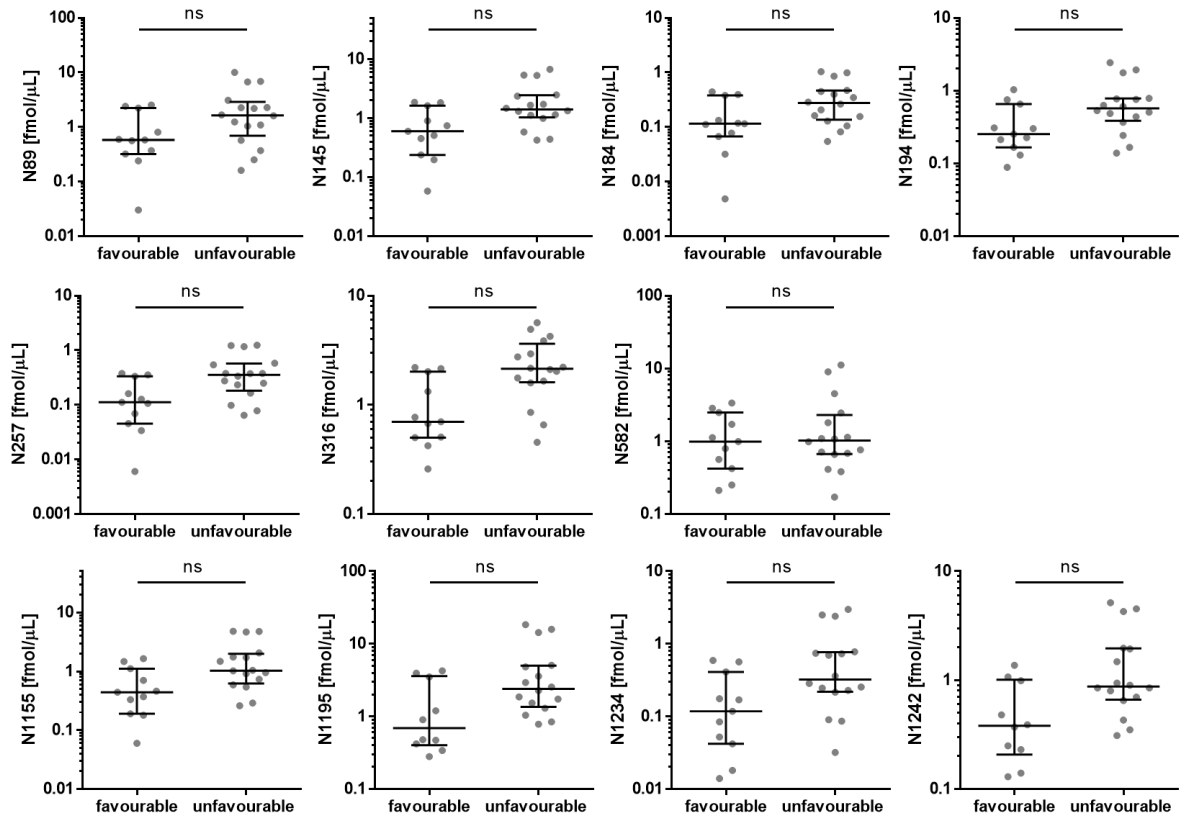 ns
N89 [fmol/μL]
100
10
1
0.1
0.01
favourable unfavourable
ns
N145 [fmol/μL]
10
1
0.1
0.01
favourable unfavourable
ns
N184 [fmol/μL]
10
1
0.1
0.01
0.001
favourable unfavourable
ns
N194 [fmol/μL]
10
1
0.1
0.01
favourable unfavourable
ns
N257 [fmol/μL]
10
1
0.1
0.01
0.001
favourable unfavourable
ns
N316 [fmol/μL]
10
1
0.1
favourable unfavourable
ns
N582 [fmol/μL]
100
10
1
0.1
favourable unfavourable
ns
N1155 [fmol/μL]
10
1
0.1
0.01
favourable unfavourable
ns
N1195 [fmol/μL]
100
10
1
0.1
favourable unfavourable
ns
N1234 [fmol/μL]
10
1
0.1
0.01
favourable unfavourable
ns
N1242 [fmol/μL]
10
1
0.1
favourable unfavourable